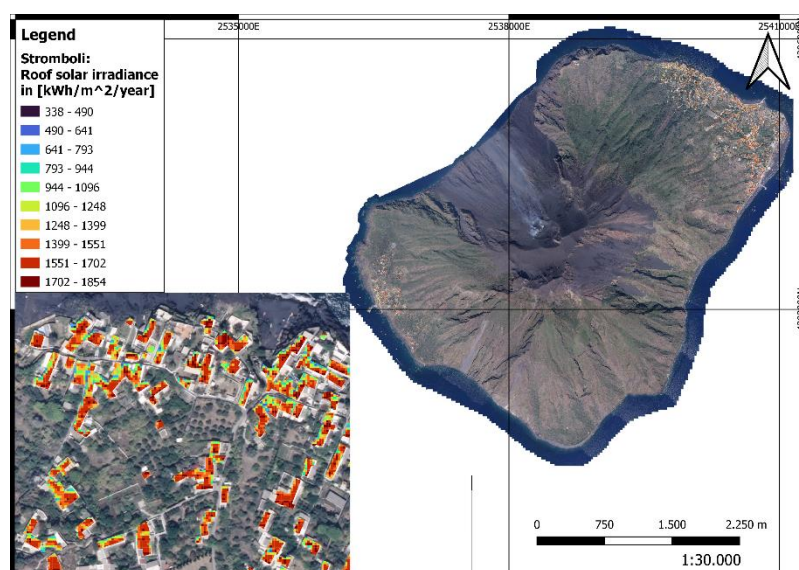 2535000E
2538000E
2541000E
Legend
Stromboli:
Roof solar irradiance
in [kWh/m^2/year]
338 - 490
490 - 641
641 - 793
793 - 944
944 - 1096
1096 - 1248
1248 - 1399
1399 - 1551
1551 - 1702
1702 - 1854
0 750 1.500 2.250 m
1:30.000